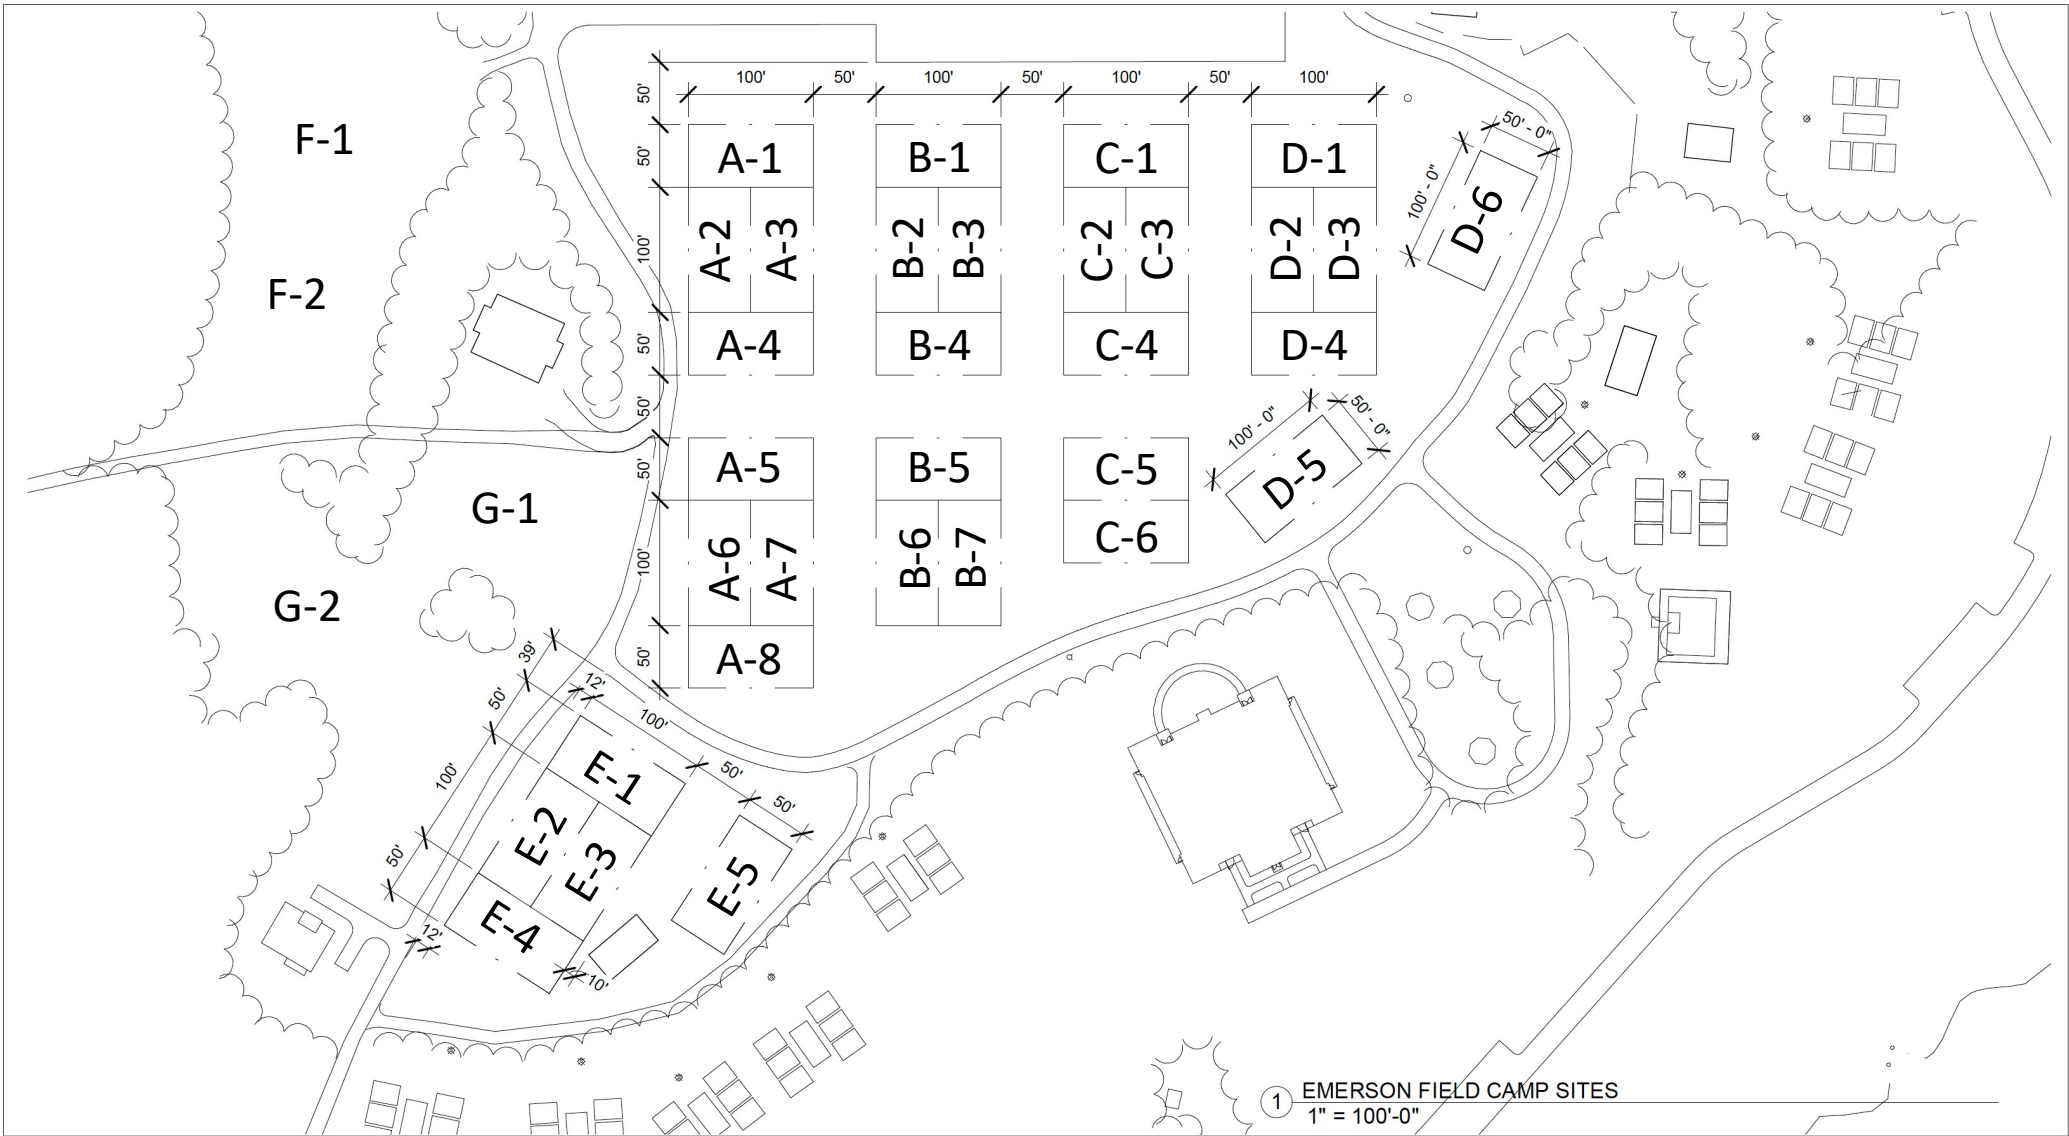 100' 50' 100' 50' 100' 50' 100'
50'
50'
100'
50'
50'
50'
100'
50'
F-1
F-2
G-1
G-2
A-1
A-2
A-3
A-4
A-5
A-6
A-7
A-8
B-1
B-2
B-3
B-4
B-5
B-6
B-7
C-1
C-2
C-3
C-4
C-5
C-6
D-1
D-2
D-3
D-4
50' - 0"
100' - 0"
D-6
100' - 0"
50' - 0"
D-5
39'
50'
100'
50'
12'
12'
100'
50'
50'
E-1
E-2
E-3
E-4
E-5
10'
1
EMERSON FIELD CAMP SITES
1" = 100'-0"